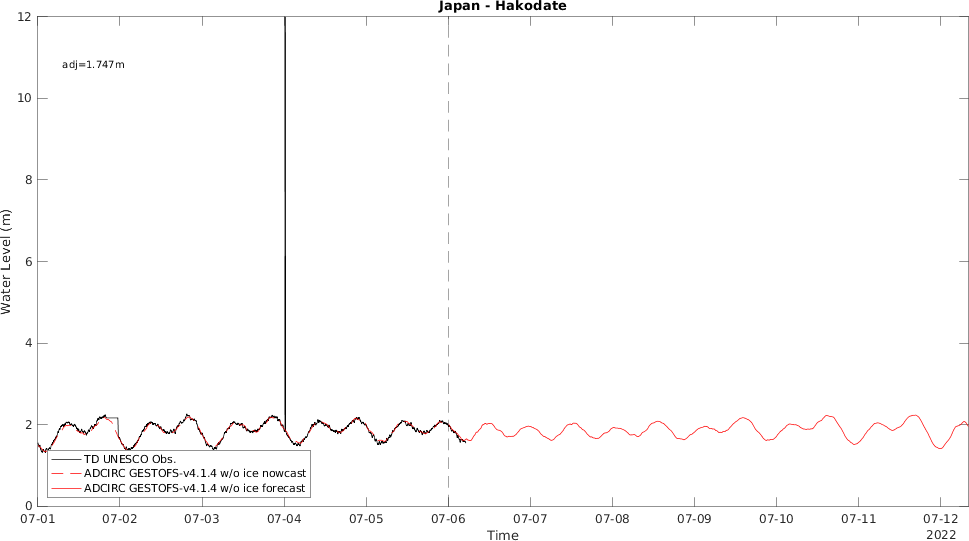 Japan - Hakodate
12
adj=1.747m
10
8
6
4
2
0
Water Level (m)
TD UNESCO Obs.
ADCIRC GESTOFS-v4.1.4 w/o ice nowcast
ADCIRC GESTOFS-v4.1.4 w/o ice forecast
07-01 07-02 07-03 07-04 07-05 07-06 07-07 07-08 07-09 07-10 07-11 07-12
Time
2022